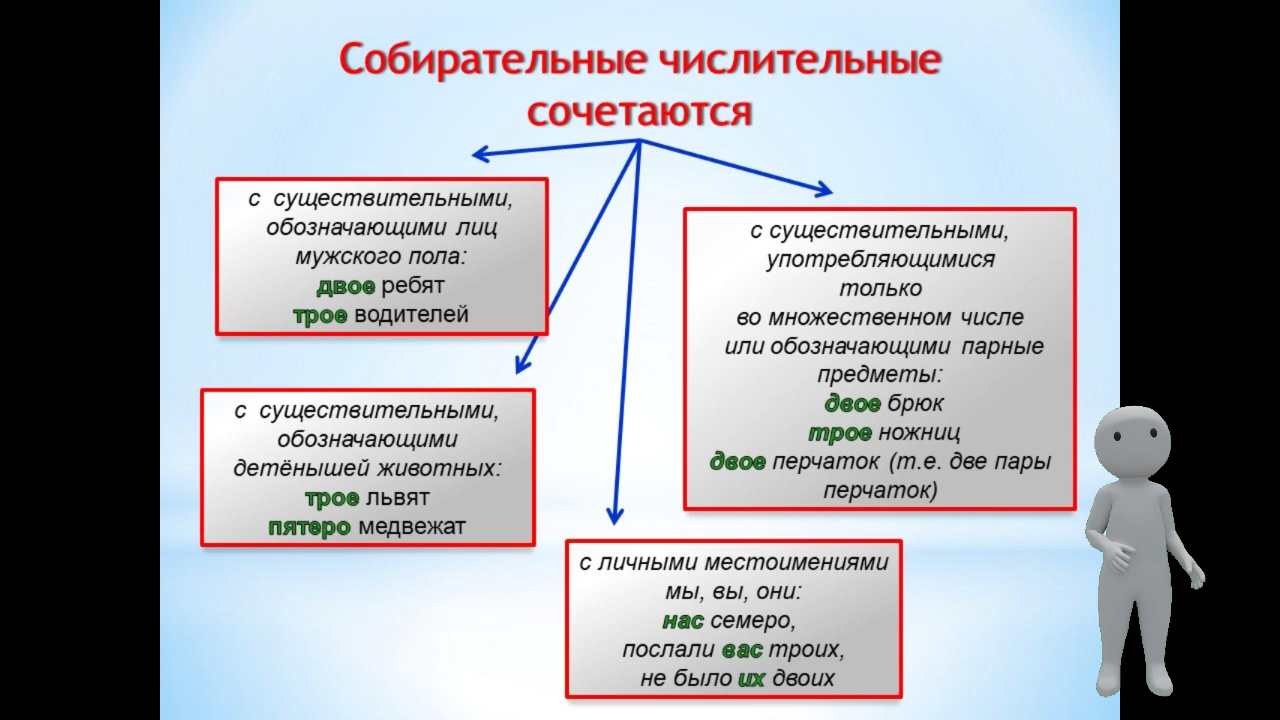 Собирательные числительные
сочетаются
с существительными,
обозначающими лиц
мужского пола:
двое ребят
трое водителей
с существительными,
употребляющимися
только
во множественном числе
или обозначающими парные
предметы:
двое брюк
трое ножниц
двое перчаток (т.е. две пары
перчаток)
с существительными,
обозначающими
детёнышей животных:
трое львят
пятеро медвежат
с личными местоимениями
мы, вы, они:
нас семеро,
послали вас троих,
не было их двоих